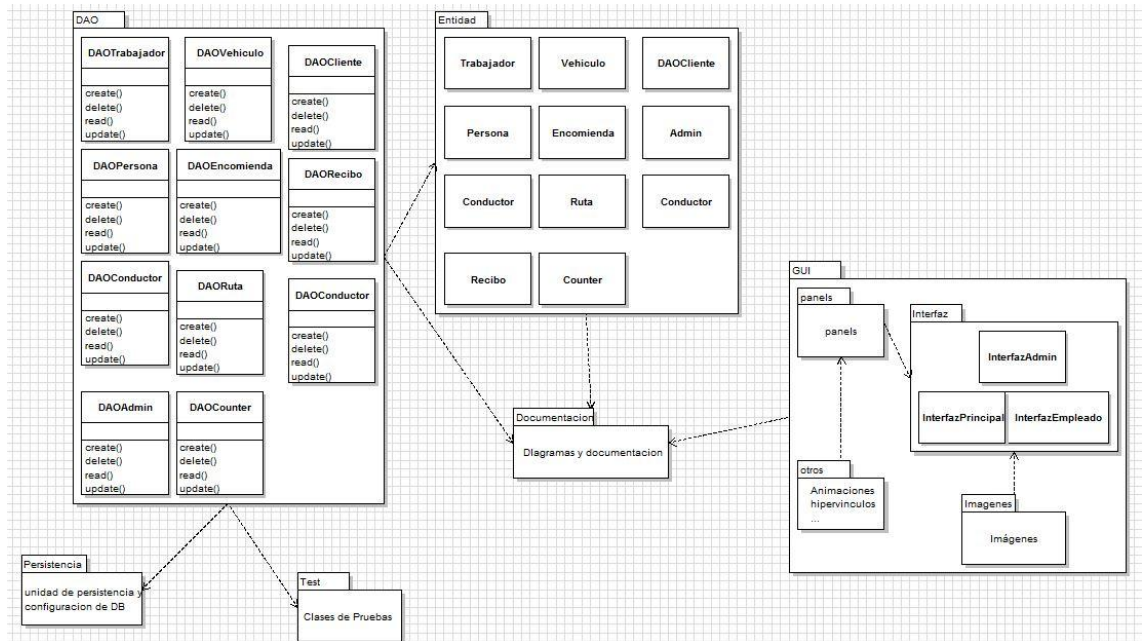 DAO
DAOTrabajador
create()
delete()
read()
update()
DAOVehiculo
create()
delete()
read()
update()
DAOCliente
create()
delete()
read()
update()
DAOPersona
create()
delete()
read()
update()
DAOEncomienda
create()
delete()
read()
update()
DAORecibo
create()
delete()
read()
update()
DAOConductor
create()
delete()
read()
update()
DAORuta
create()
delete()
read()
update()
DAOConductor
create()
delete()
read()
update()
DAOAdmin
create()
delete()
read()
update()
DAOCounter
create()
delete()
read()
update()
Entidad
Trabajador
Vehiculo
DAOCliente
Persona
Encomienda
Admin
Conductor
Ruta
Conductor
Recibo
Counter
GUI
panels
panels
Interfaz
InterfazAdmin
InterfazPrincipal
InterfazEmpleado
otros
Animaciones
hipervinculos
...
Imagenes
Imágenes
Documentacion
DIagramas y documentacion
Persistencia
unidad de persistencia y
configuracion de DB
Test
Clases de Pruebas